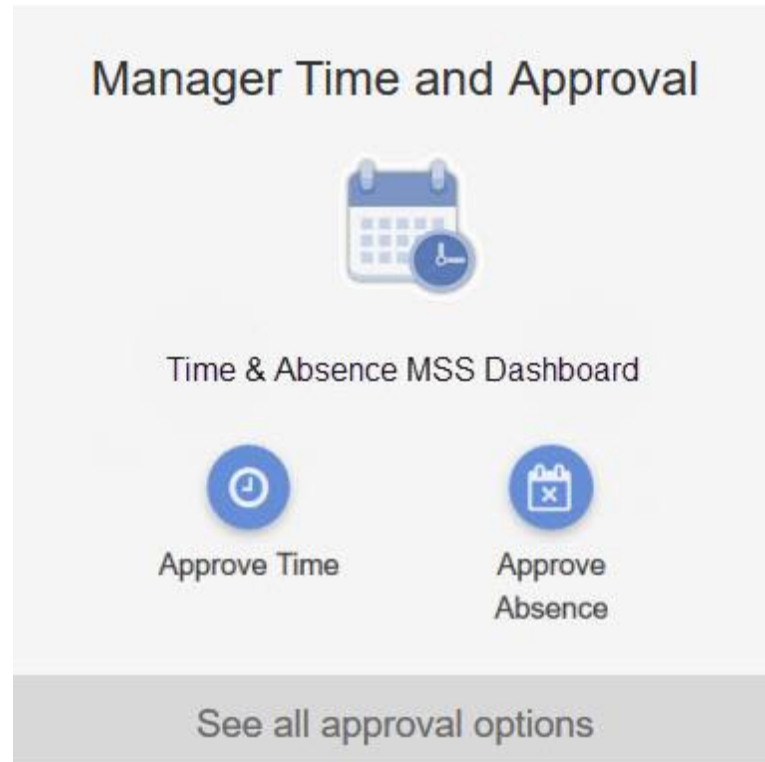 Manager Time and Approval
Time & Absence MSS Dashboard
Approve Time
Approve
Absence
See all approval options